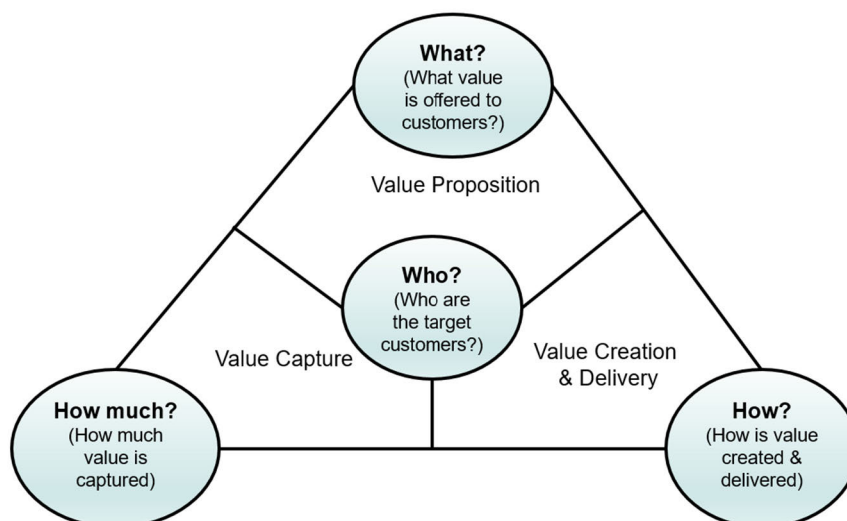 What?
(What value
is offered to
customers?)
Value Proposition
Who?
(Who are
the target
customers?)
Value Capture
Value Creation
& Delivery
How much?
(How much
value is
captured)
How?
(How is value
created &
delivered)